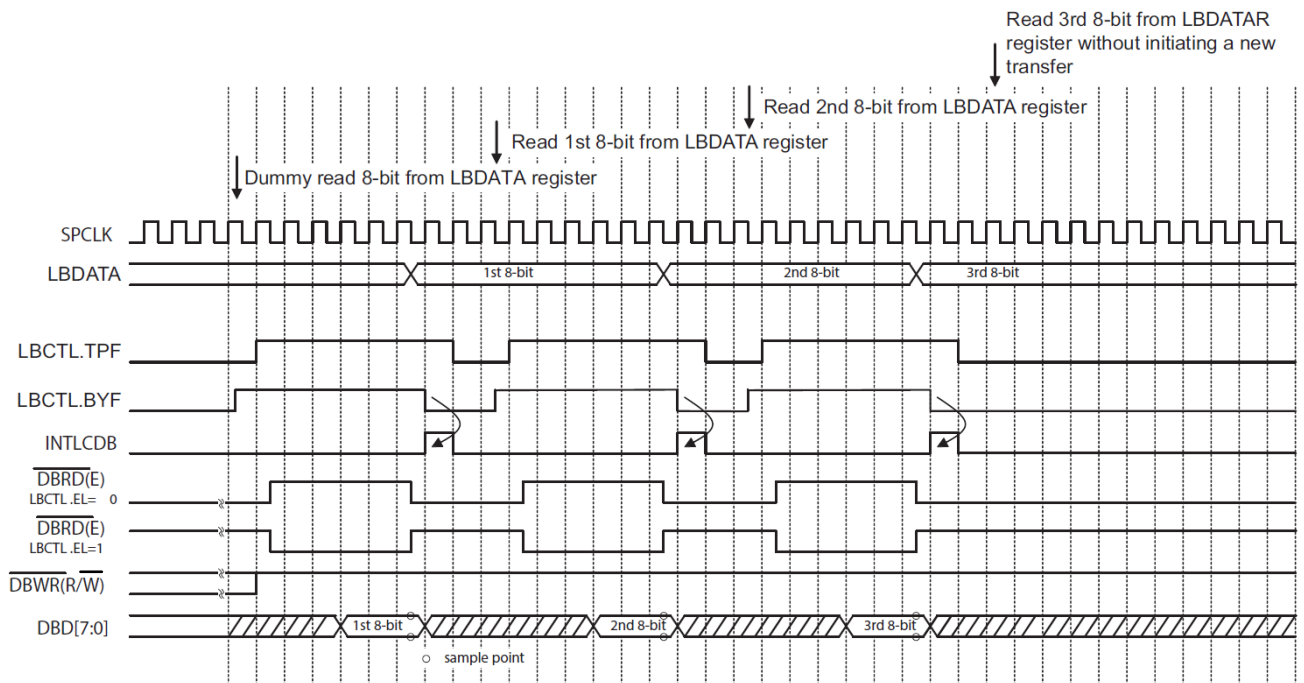 Read 3rd 8-bit from LBDATAR
register without initiating a new
transfer
Read 2nd 8-bit from LBDATA register
Read 1st 8-bit from LBDATA register
Dummy read 8-bit from LBDATA register
SPCLK
LBDATA
1st 8-bit
2nd 8-bit
3rd 8-bit
LBCTL.TPF
LBCTL.BYF
INTLCDB
DBRD(E)
LBCTL .EL= 0
DBRD(E)
LBCTL .EL=1
DBWR(R/W)
DBD[7:0]
1st 8-bit
2nd 8-bit
3rd 8-bit
sample point